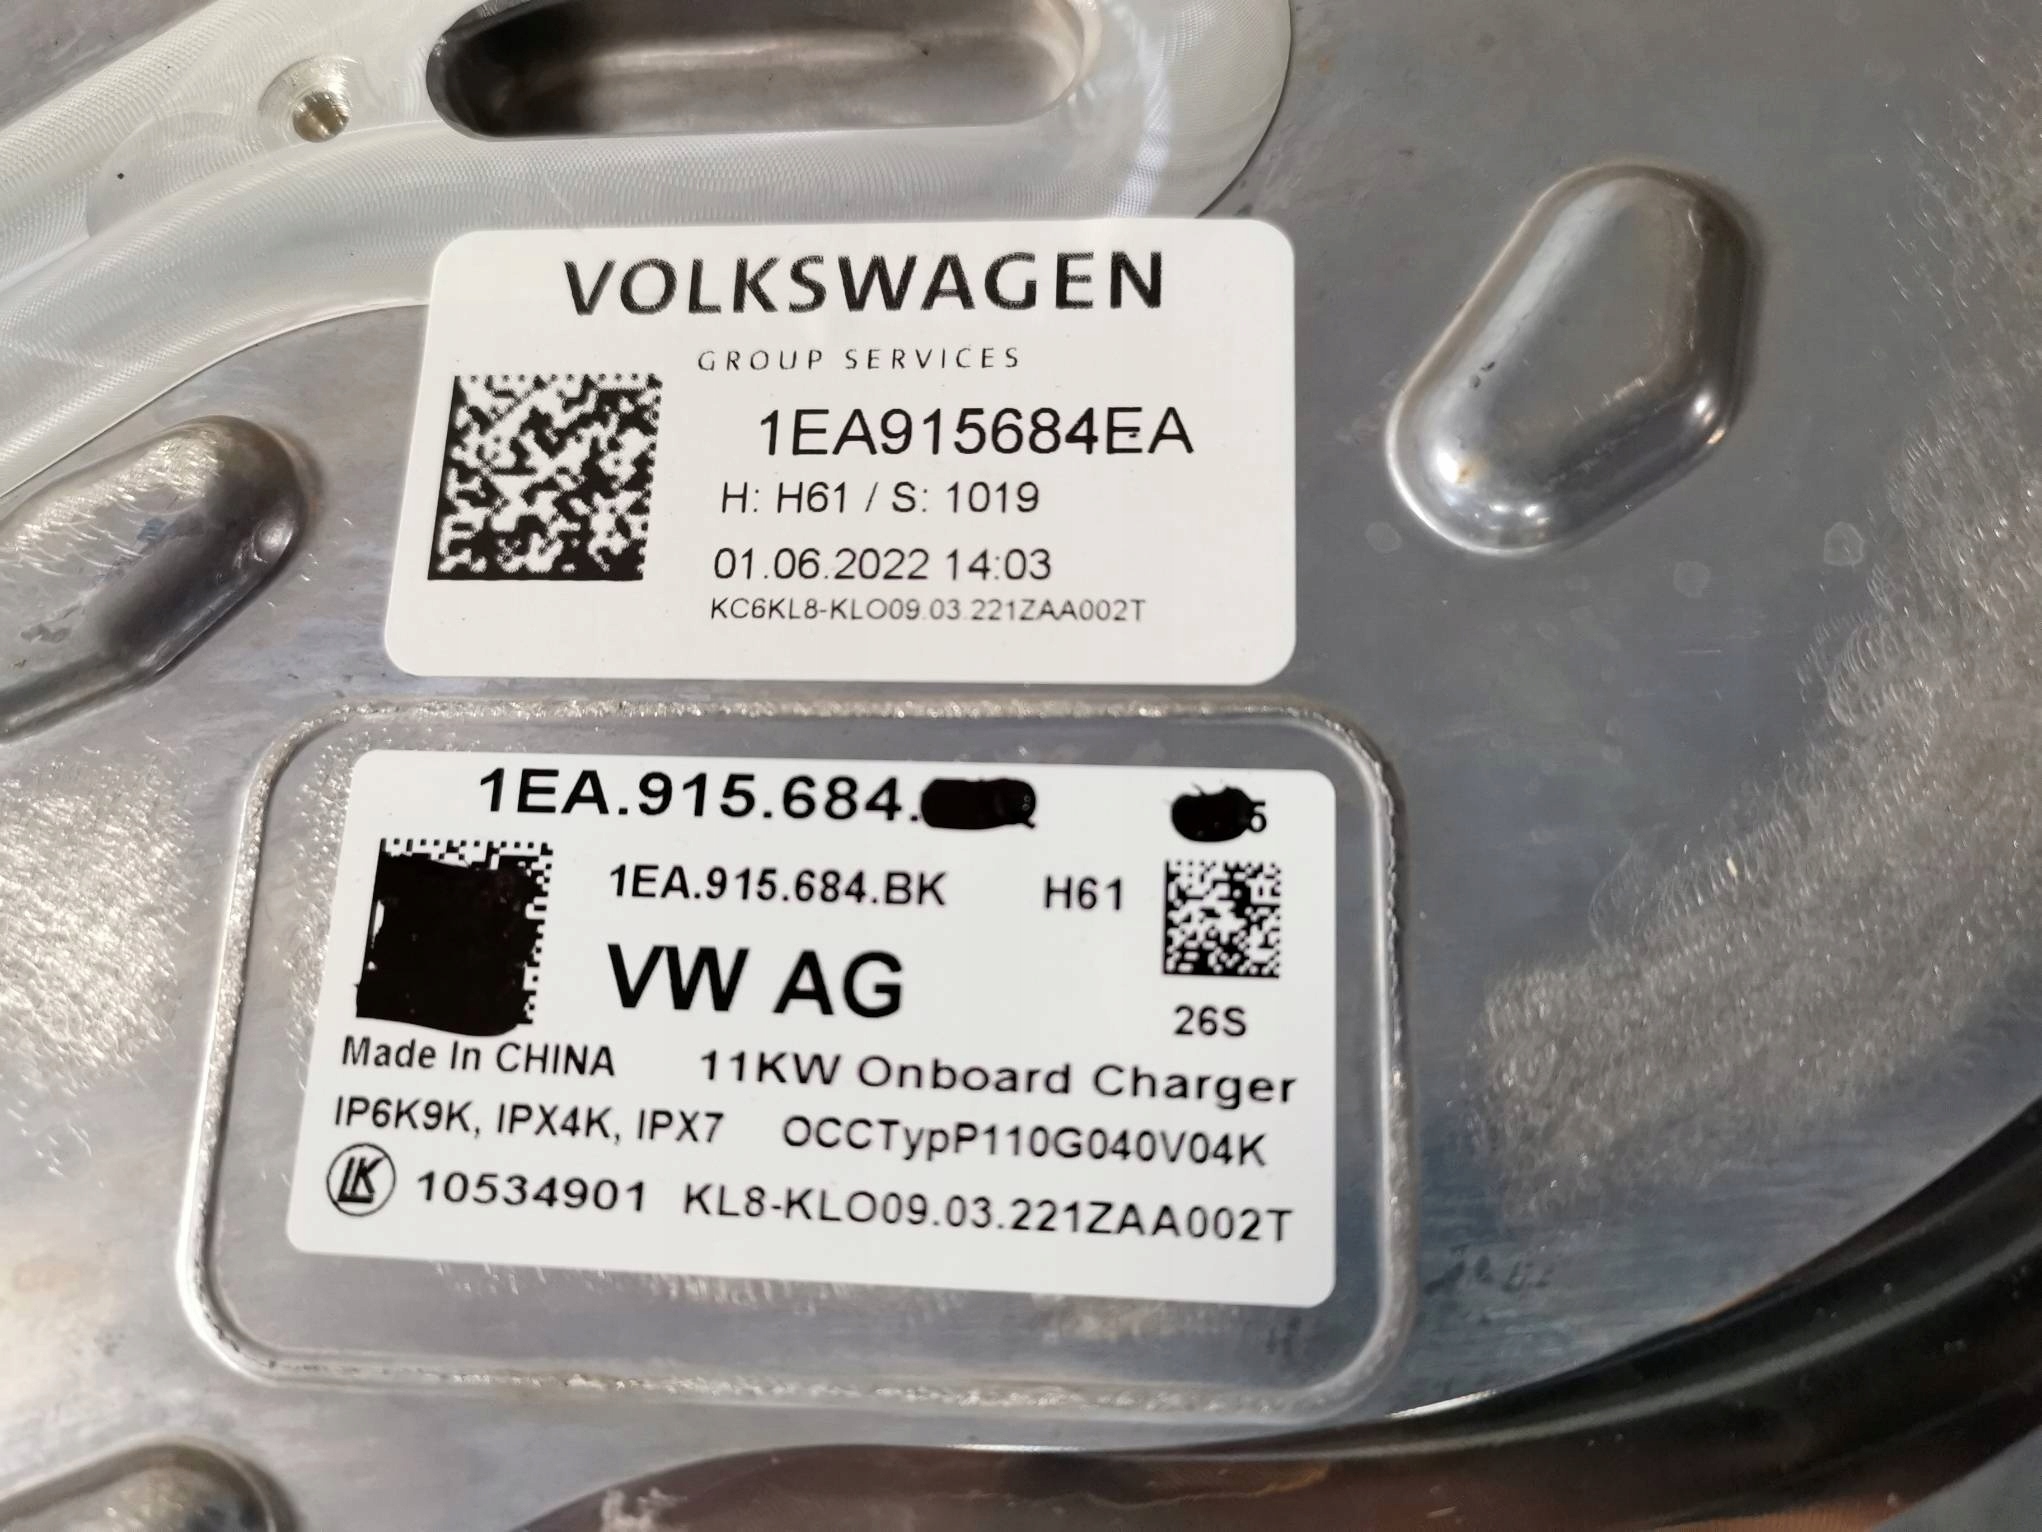 VOLKSWAGEN
GROUP SERVICES
1EA915684EA
H: H61 / S: 1019
01.06.2022 14:03
KC6KL8-KLO09.03.221ZAA002T
1EA.915.684.
5
1EA.915.684.BK H61
VW AG
26S
Made In CHINA 11KW Onboard Charger
IP6K9K, IPX4K, IPX7 OCCTypP110G040V04K
LK 10534901 KL8-KLO09.03.221ZAA002T